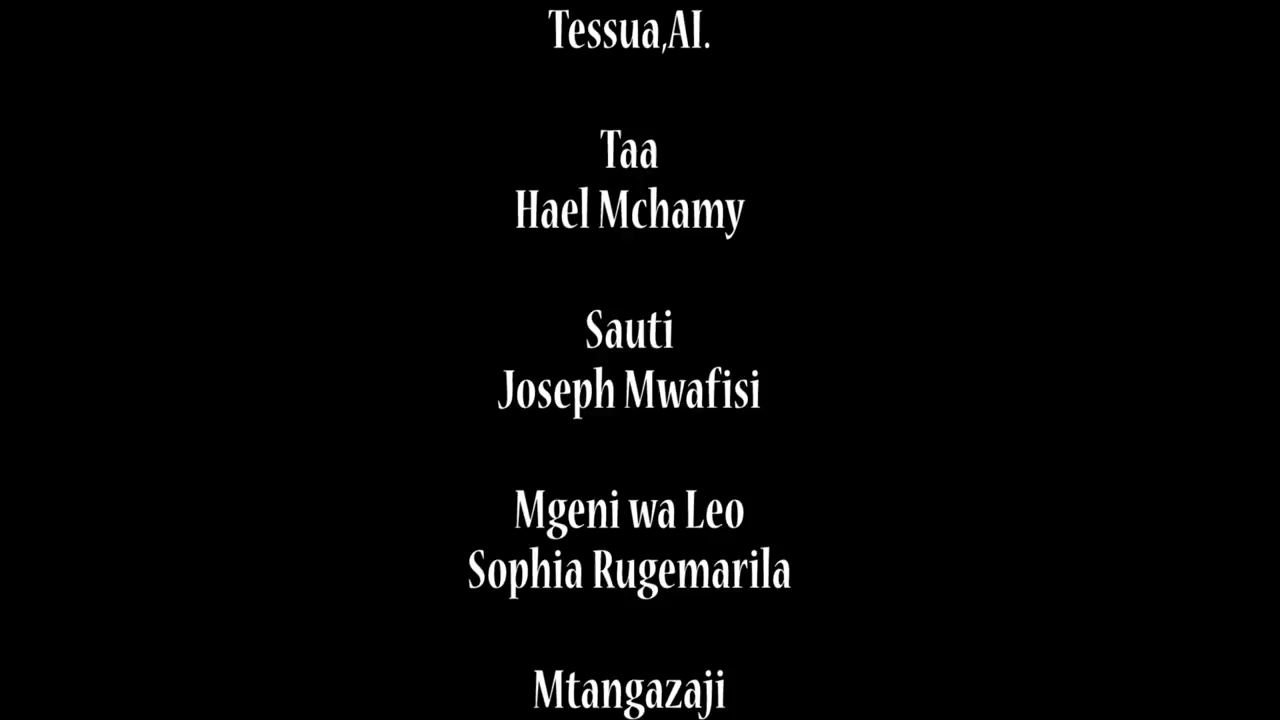 Tessua,AI.
Taa
Hael Mchamy
Sauti
Joseph Mwafisi
Mgeni wa Leo
Sophia Rugemarila
Mtangazaji